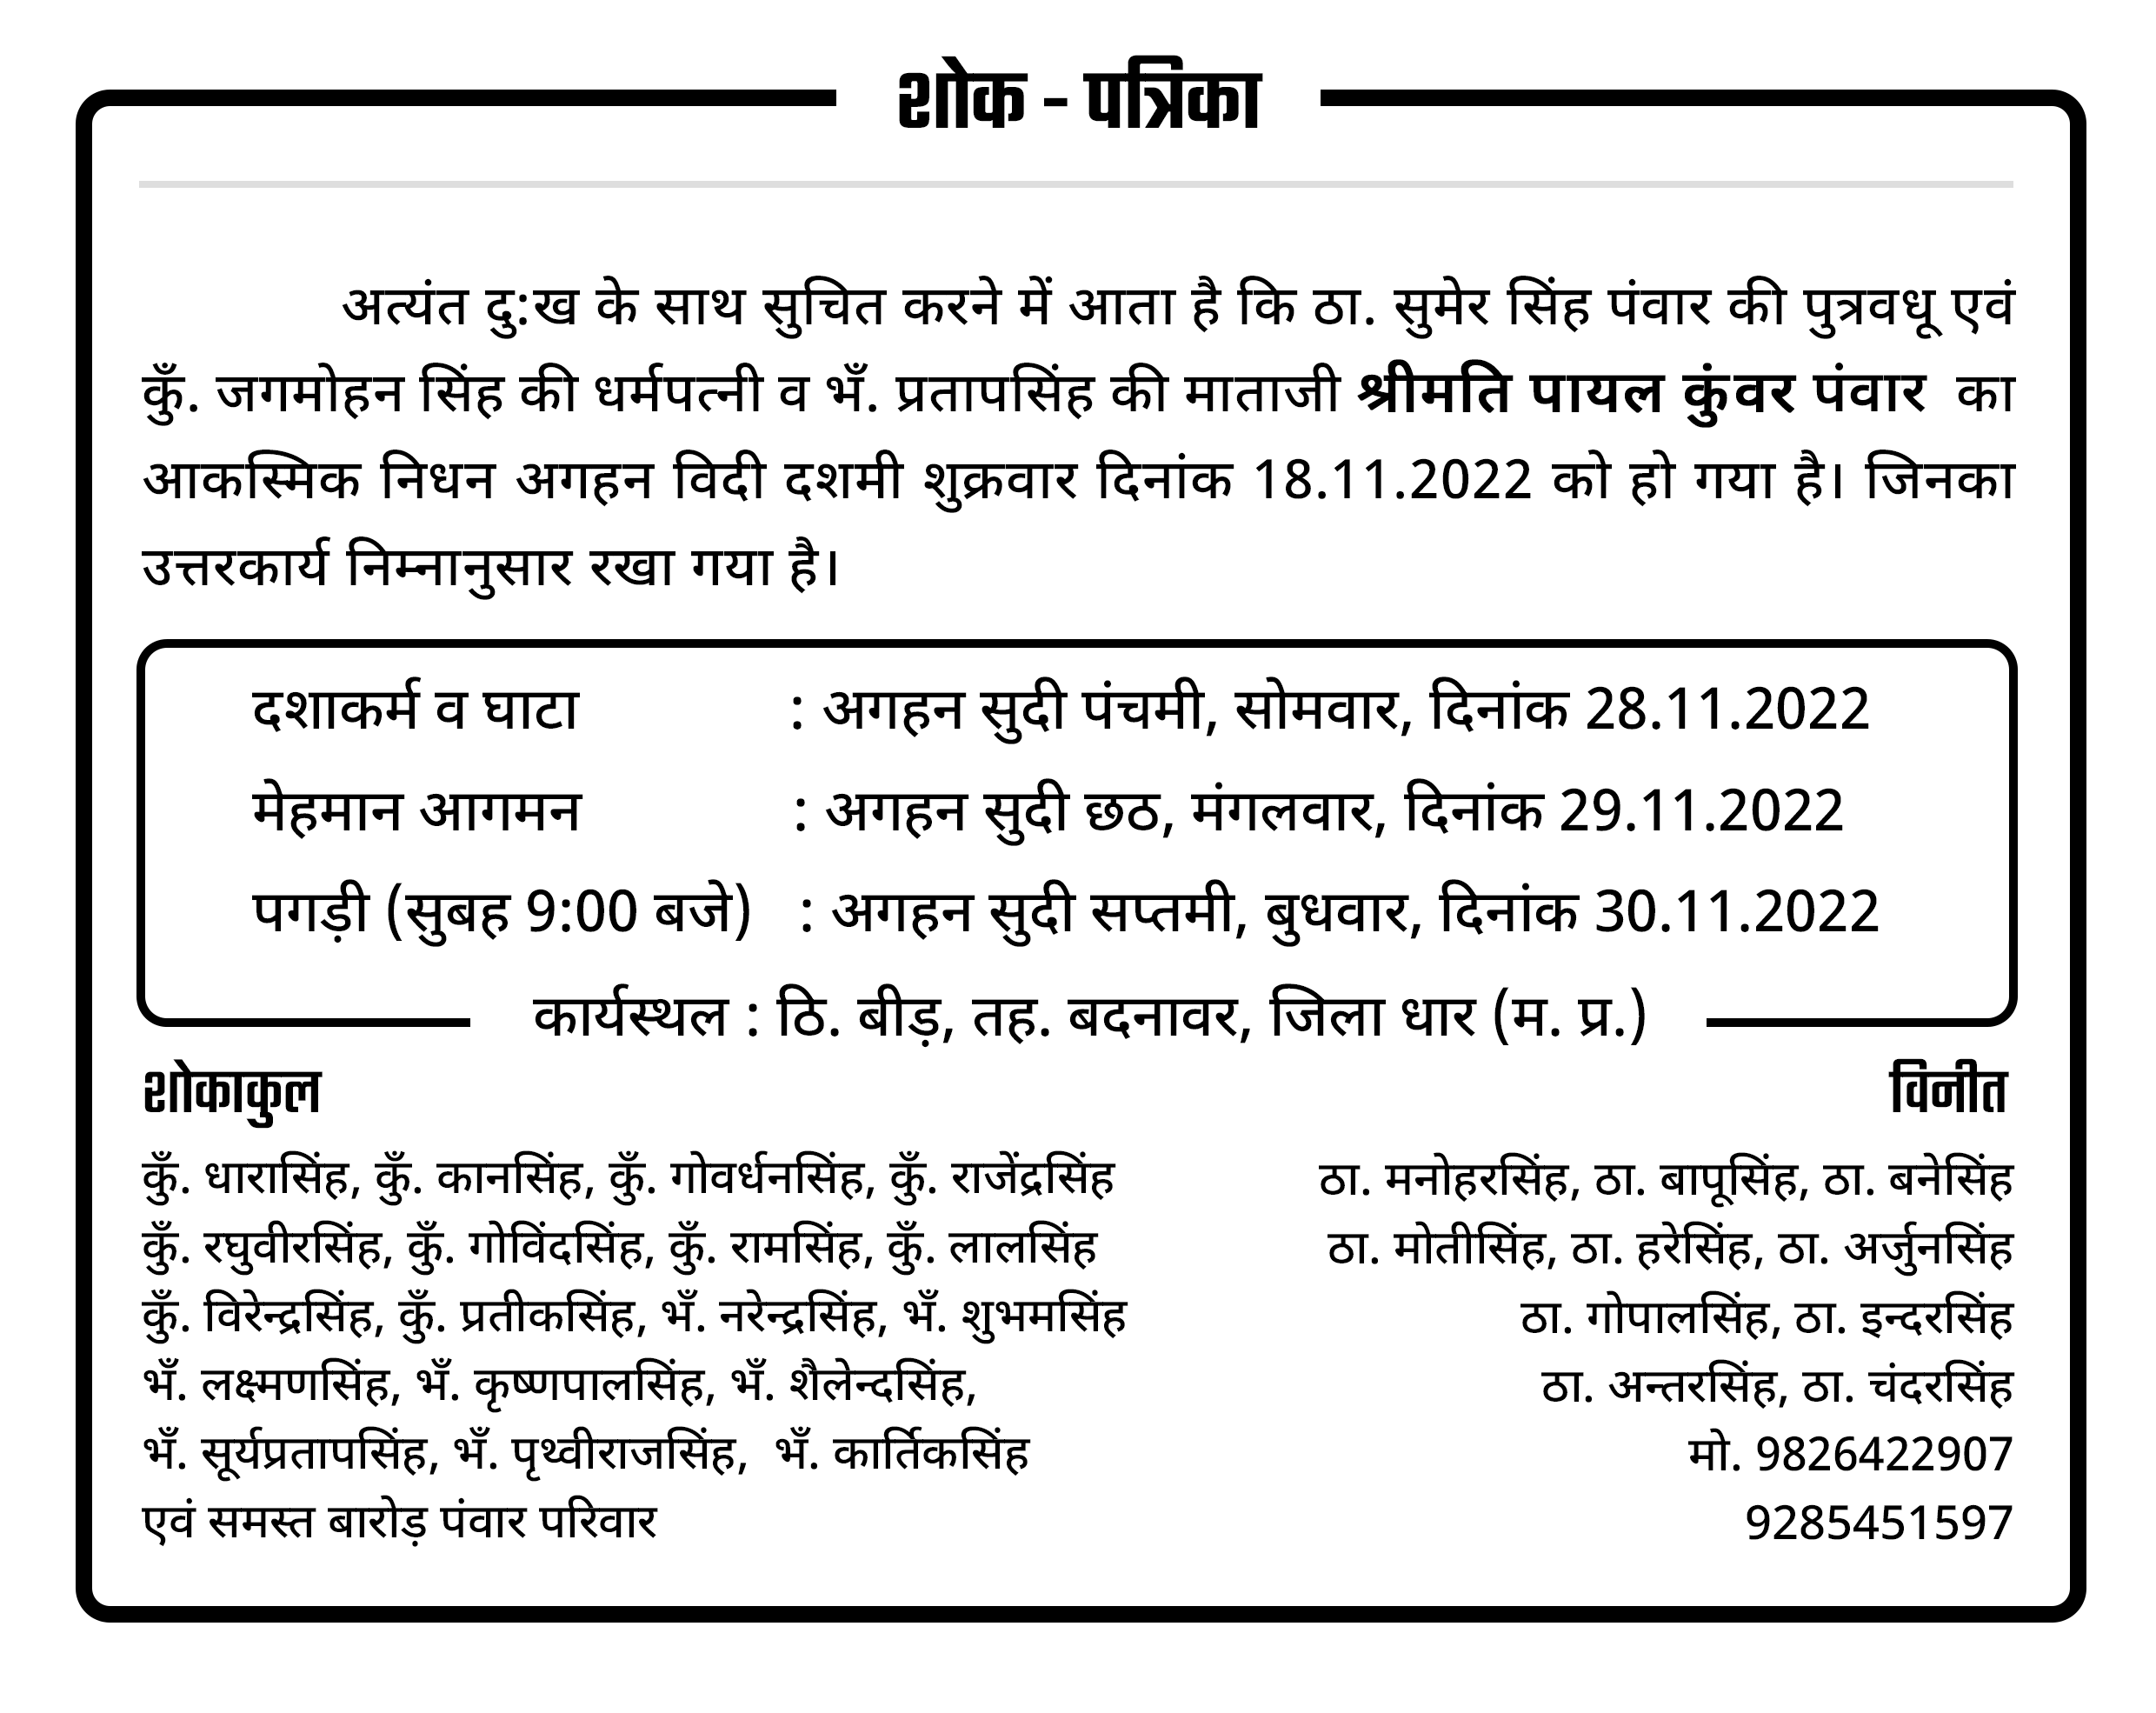 शोक - पत्रिका
अत्यंत दु:ख के साथ सुचित करने में आता है कि ठा. सुमेर सिंह पंवार की पुत्रवधू एवं
कुँ. जगमोहन सिंह की धर्मपत्नी व भँ. प्रतापसिंह की माताजी श्रीमति पायल कुंवर पंवार का
आकस्मिक निधन अगहन विदी दशमी शुक्रवार दिनांक 18.11.2022 को हो गया है। जिनका
उत्तरकार्य निम्नानुसार रखा गया है।
दशाकर्म व घाटा : अगहन सुदी पंचमी, सोमवार, दिनांक 28.11.2022
मेहमान आगमन : अगहन सुदी छठ, मंगलवार, दिनांक 29.11.2022
पगड़ी (सुबह 9:00 बजे) : अगहन सुदी सप्तमी, बुधवार, दिनांक 30.11.2022
कार्यस्थल : ठि. बीड़, तह. बदनावर, जिला धार (म. प्र.)
शोकाकुल
कुँ. धारासिंह, कुँ. कानसिंह, कुँ. गोवर्धनसिंह, कुँ. राजेंद्रसिंह
कुँ. रघुवीरसिंह, कुँ. गोविंदसिंह, कुँ. रामसिंह, कुँ. लालसिंह
कुँ. विरेन्द्रसिंह, कुँ. प्रतीकसिंह, भँ. नरेन्द्रसिंह, भँ. शुभमसिंह
भँ. लक्ष्मणसिंह, भँ. कृष्णपालसिंह, भँ. शैलेन्दसिंह,
भँ. सूर्यप्रतापसिंह, भँ. पृथ्वीराजसिंह, भँ. कार्तिकसिंह
एवं समस्त बारोड़ पंवार परिवार
विनीत
ठा. मनोहरसिंह, ठा. बापूसिंह, ठा. बनेसिंह
ठा. मोतीसिंह, ठा. हरेसिंह, ठा. अर्जुनसिंह
ठा. गोपालसिंह, ठा. इन्दरसिंह
ठा. अन्तरसिंह, ठा. चंदरसिंह
मो. 9826422907
9285451597